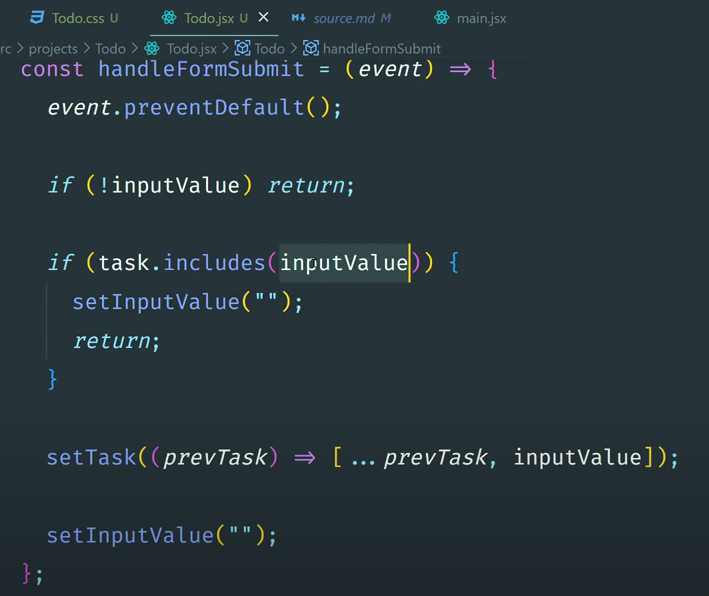 Todo.css U
Todo.jsx U
source.md M
main.jsx
rc > projects > Todo > Todo.jsx > Todo > handleFormSubmit
const handleFormSubmit = (event) => {
event.preventDefault();
if (!inputValue) return;
if (task.includes(inputValue)) {
setInputValue("");
return;
}
setTask((prevTask) => [...prevTask, inputValue]);
setInputValue("");
};